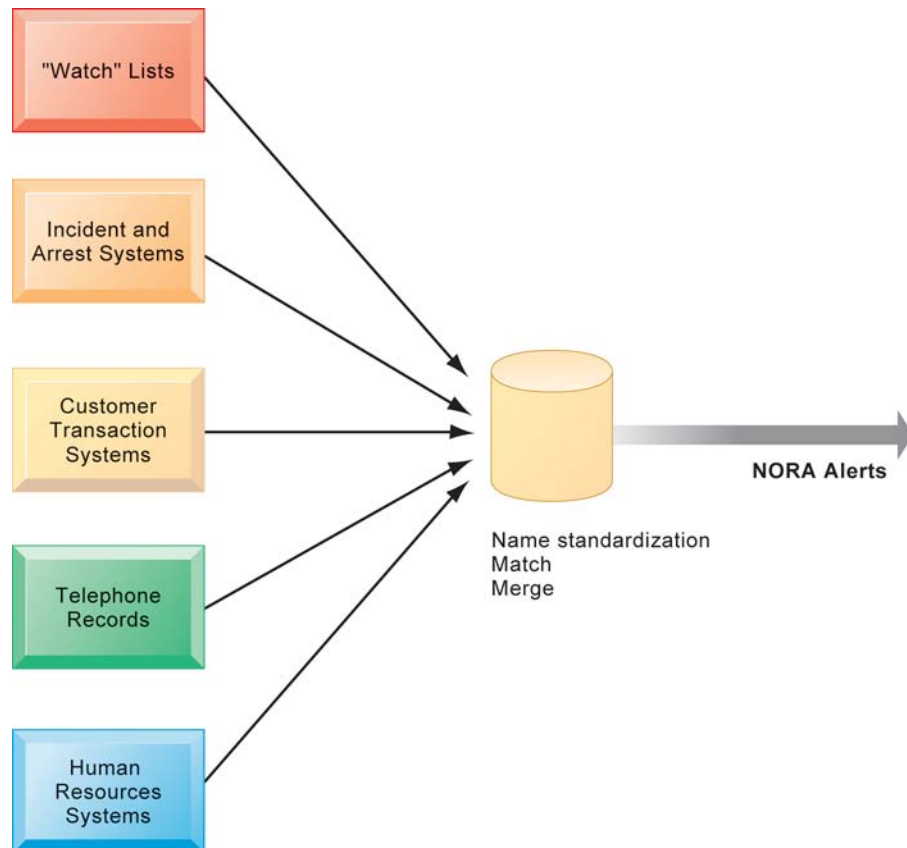 "Watch" Lists
Incident and
Arrest Systems
Customer
Transaction
Systems
NORA Alerts
Name standardization
Match
Merge
Telephone
Records
Human
Resources
Systems